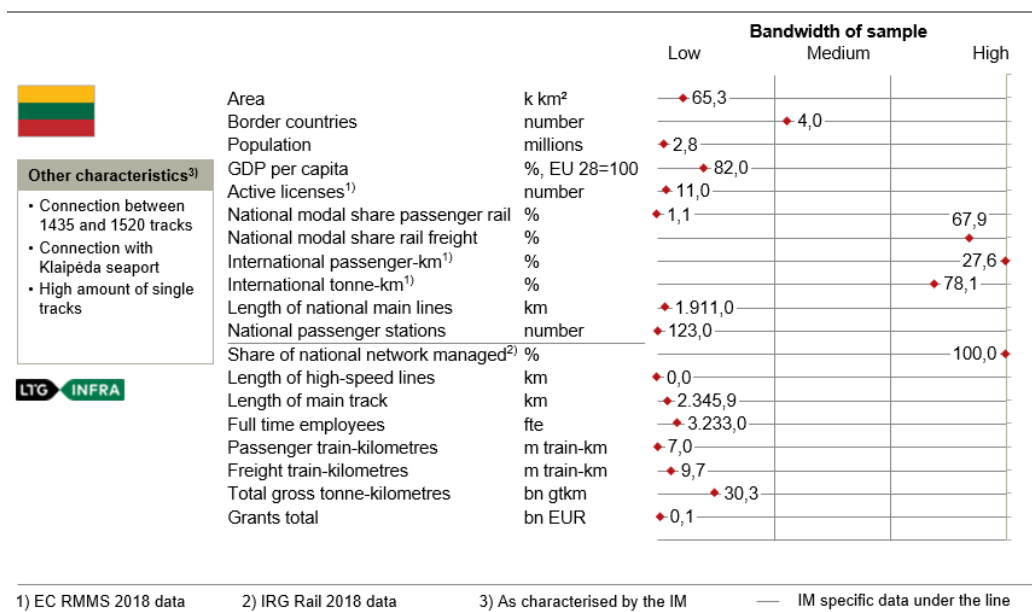 Bandwidth of sample
Low Medium High
Area k km² 65,3
Border countries number 4,0
Population millions 2,8
GDP per capita %, EU 28=100 82,0
Active licenses1) number 11,0
National modal share passenger rail % 1,1
National modal share rail freight % 67,9
International passenger-km1) % 27,6
International tonne-km1) % 78,1
Length of national main lines km 1.911,0
National passenger stations number 123,0
Share of national network managed2) % 100,0
Length of high-speed lines km 0,0
Length of main track km 2.345,9
Full time employees fte 3.233,0
Passenger train-kilometres m train-km 7,0
Freight train-kilometres m train-km 9,7
Total gross tonne-kilometres bn gtkm 30,3
Grants total bn EUR 0,1
Other characteristics3)
• Connection between
1435 and 1520 tracks
• Connection with
Klaipėda seaport
• High amount of single
tracks
LTG INFRA
1) EC RMMS 2018 data 2) IRG Rail 2018 data 3) As characterised by the IM IM specific data under the line